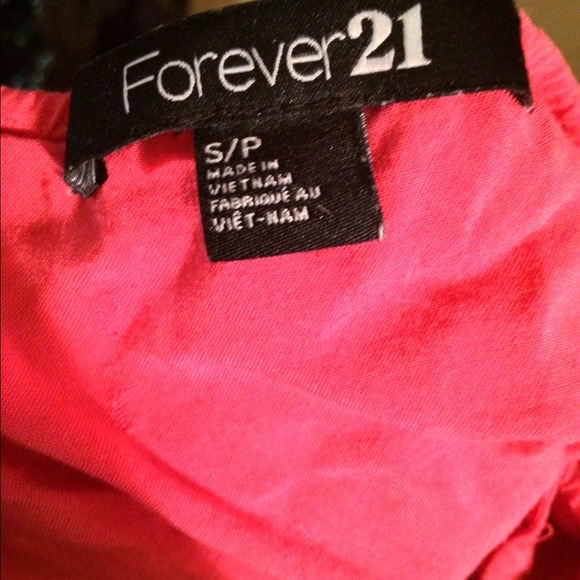 Forever21
S/P
MADE IN
VIETNAM
FABRIQUÉ AU
VIÊT-NAM